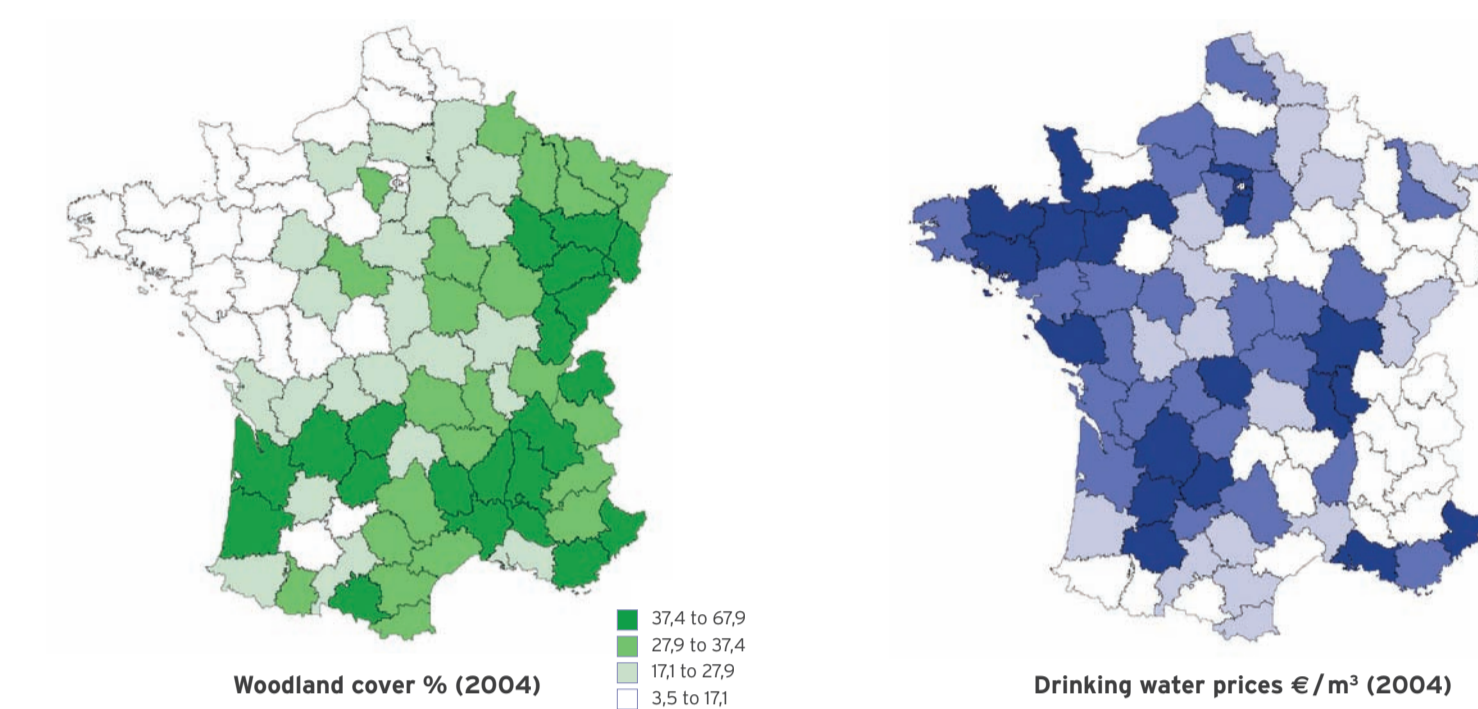 37,4 to 67,9
27,9 to 37,4
17,1 to 27,9
3,5 to 17,1
Woodland cover % (2004)
Drinking water prices € / m³ (2004)